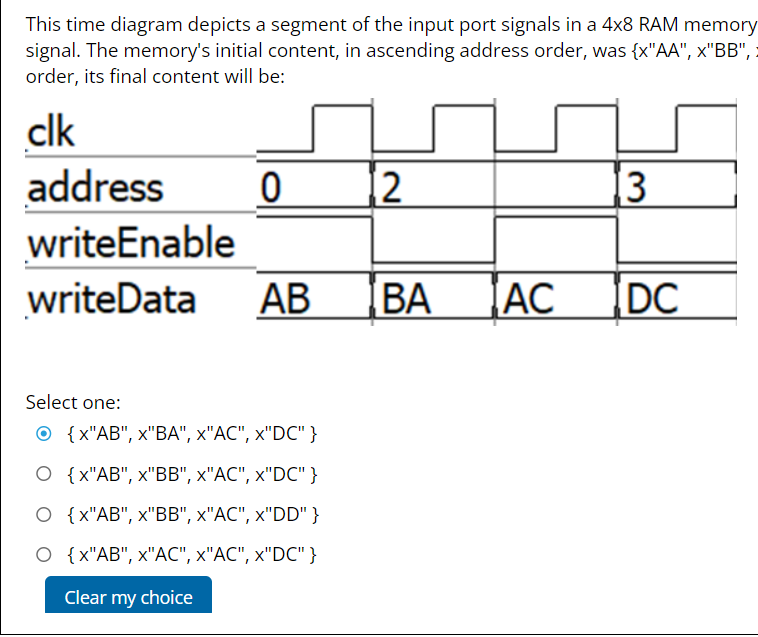 This time diagram depicts a segment of the input port signals in a 4x8 RAM memory
signal. The memory's initial content, in ascending address order, was {x"AA", x"BB",
order, its final content will be:
clk
address 0 2 3
writeEnable
writeData AB BA AC DC
Select one:
{ x"AB", x"BA", x"AC", x"DC" }
{ x"AB", x"BB", x"AC", x"DC" }
{ x"AB", x"BB", x"AC", x"DD" }
{ x"AB", x"AC", x"AC", x"DC" }
Clear my choice